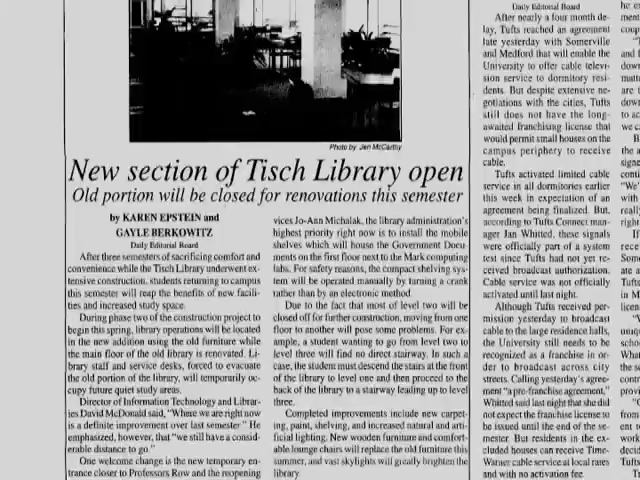 Photo by: Jen McCarthy
New section of Tisch Library open
Old portion will be closed for renovations this semester
by KAREN EPSTEIN and
GAYLE BERKOWITZ
Daily Editorial Board
After three semesters of sacrificing comfort and
convenience while the Tisch Library underwent ex-
tensive construction, students returning to campus
this semester will reap the benefits of new facili-
ties and increased study space.
During phase two of the construction project to
begin this spring, library operations will be located
in the new addition using the old furniture while
the main floor of the old library is renovated. Li-
brary staff and service desks, forced to evacuate
the old portion of the library, will temporarily oc-
cupy future quiet study areas.
Director of Information Technology and Librar-
ies David McDonald said, "Where we are right now
is a definite improvement over last semester." He
emphasized, however, that "we still have a consid-
erable distance to go."
One welcome change is the new temporary en-
trance closer to Professors Row and the reopening
vices Jo-Ann Michalak, the library administration's
highest priority right now is to install the mobile
shelves which will house the Government Docu-
ments on the first floor next to the Mark computing
labs. For safety reasons, the compact shelving sys-
tem will be operated manually by turning a crank
rather than by an electronic method.
Due to the fact that most of level two will be
closed off for further construction, moving from one
floor to another will pose some problems. For ex-
ample, a student wanting to go from level two to
level three will find no direct stairway. In such a
case, the student must descend the stairs at the front
of the library to level one and then proceed to the
back of the library to a stairway leading up to level
three.
Completed improvements include new carpet-
ing, paint, shelving, and increased natural and arti-
ficial lighting. New wooden furniture and comfort-
able lounge chairs will replace the old furniture this
summer, and vast skylights will greatly brighten the
library.
Daily Editorial Board
After nearly a four month de-
lay, Tufts reached an agreement
late yesterday with Somerville
and Medford that will enable the
University to offer cable televi-
sion service to dormitory resi-
dents. But despite extensive ne-
gotiations with the cities, Tufts
still does not have the long-
awaited franchising license that
would permit small houses on the
campus periphery to receive
cable.
Tufts activated limited cable
service in all dormitories earlier
this week in expectation of an
agreement being finalized. But,
according to Tufts Connect man-
ager Jan Whitted, these signals
were officially part of a system
test since Tufts had not yet re-
ceived broadcast authorization.
Cable service was not officially
activated until last night.
Although Tufts received per-
mission yesterday to broadcast
cable to the large residence halls,
the University still needs to be
recognized as a franchise in or-
der to broadcast across city
streets. Calling yesterday's agree-
ment "a pre-franchise agreement,"
Whitted said last night that she did
not expect the franchise license to
be issued until the end of the se-
mester. But residents in the ex-
cluded houses can receive Time-
Warner cable service at local rates
and with no activation fee.